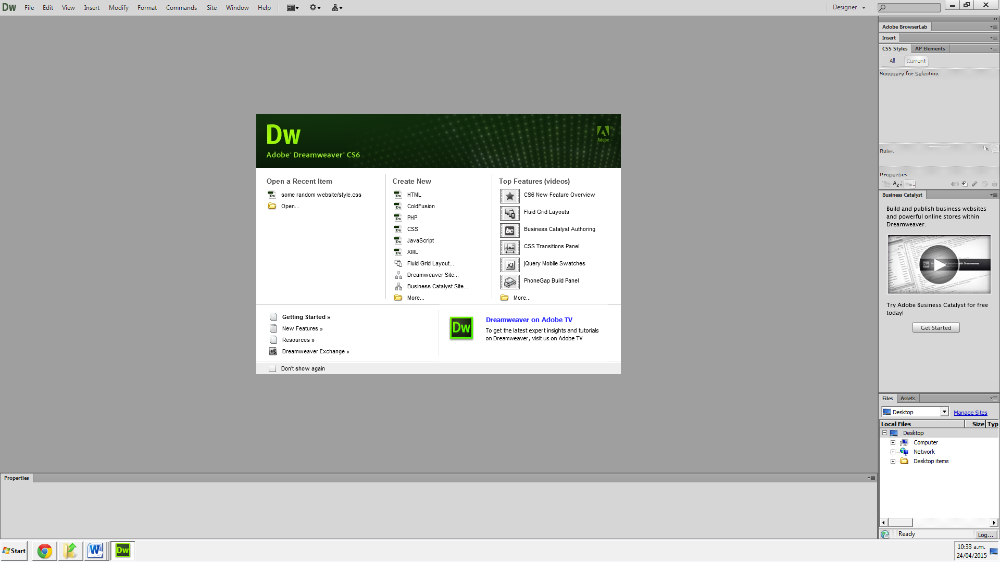 Dw File Edit View Insert Modify Format Commands Site Window Help
Designer
Adobe BrowserLab
Insert
CSS Styles AP Elements
All Current
Summary for Selection
Rules
Properties
Business Catalyst
Build and publish business websites
and powerful online stores within
Dreamweaver.
Try Adobe Business Catalyst for free
today!
Get Started
Files Assets
Desktop Manage Sites
Local Files Size Typ
Desktop
Computer
Network
Desktop items
Ready Log...
Dw
Adobe® Dreamweaver® CS6
Adobe
Open a Recent Item
some random website/style.css
Open...
Create New
HTML
ColdFusion
PHP
CSS
JavaScript
XML
Fluid Grid Layout...
Dreamweaver Site...
Business Catalyst Site...
More...
Top Features (videos)
CS6 New Feature Overview
Fluid Grid Layouts
Business Catalyst Authoring
CSS Transitions Panel
jQuery Mobile Swatches
PhoneGap Build Panel
More...
Getting Started »
New Features »
Resources »
Dreamweaver Exchange »
Dw
Dreamweaver on Adobe TV
To get the latest expert insights and tutorials
on Dreamweaver, visit us on Adobe TV
Don't show again
Properties
Start
W
Dw
10:33 a.m.
24/04/2015